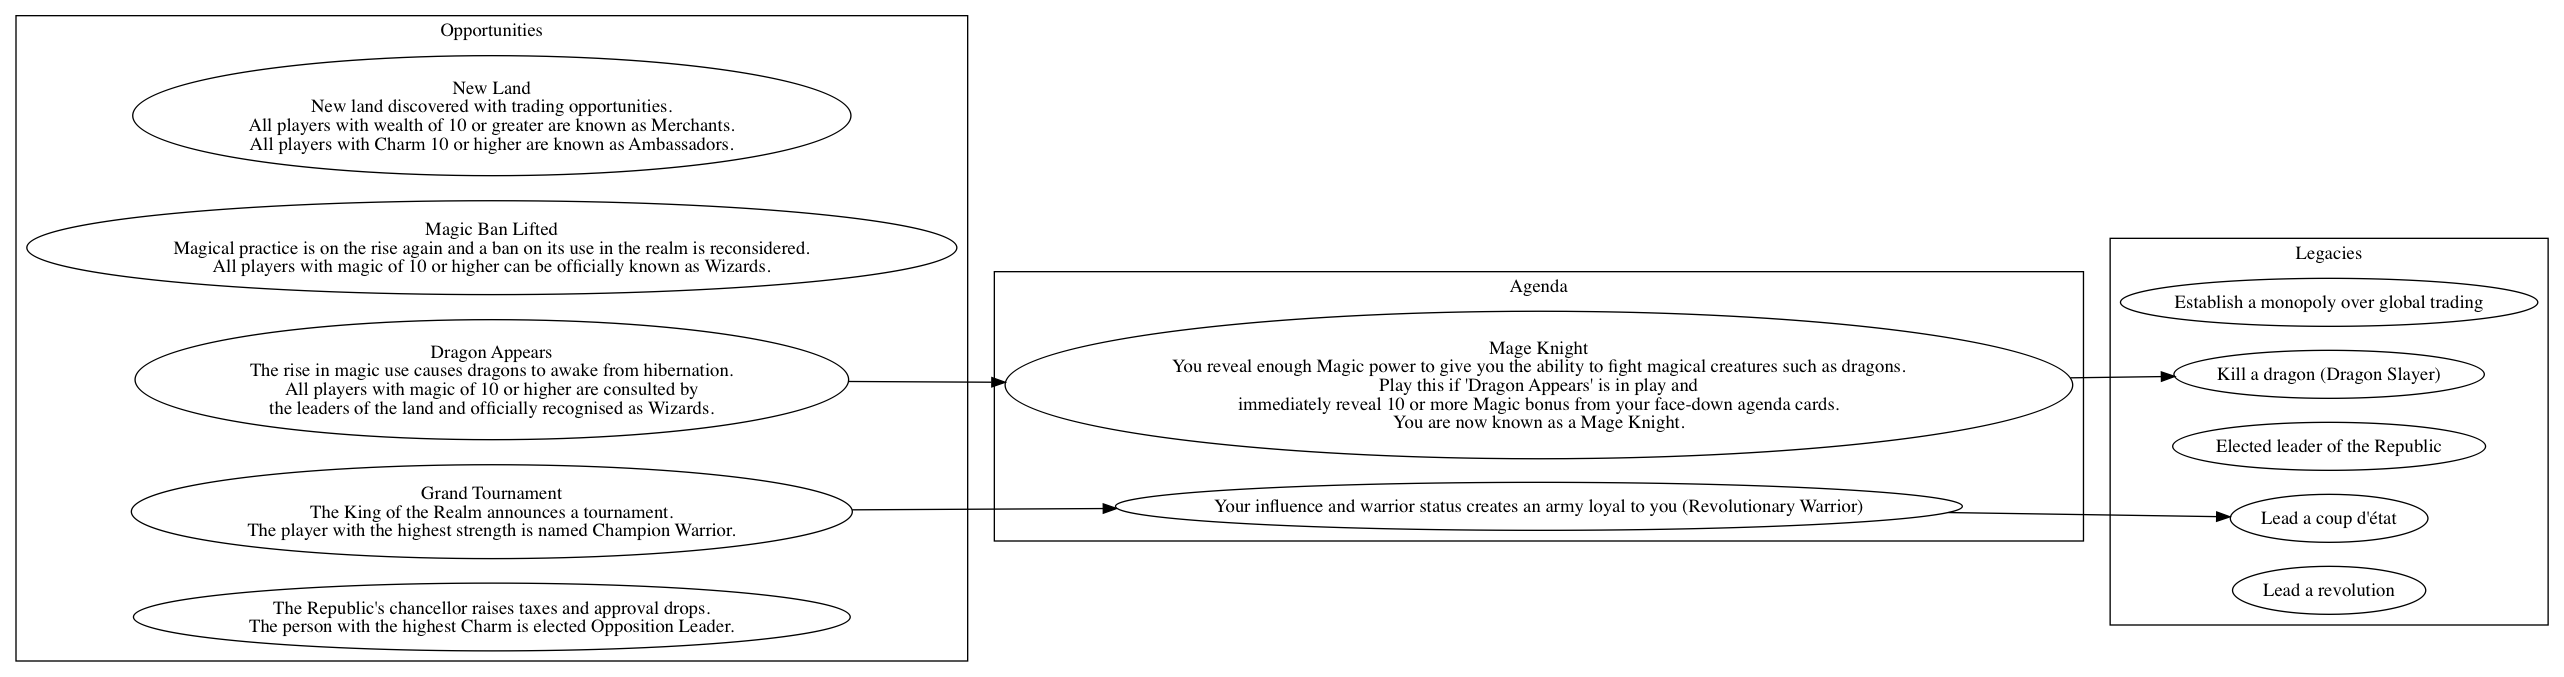 Opportunities
New Land
New land discovered with trading opportunities.
All players with wealth of 10 or greater are known as Merchants.
All players with Charm 10 or higher are known as Ambassadors.
Magic Ban Lifted
Magical practice is on the rise again and a ban on its use in the realm is reconsidered.
All players with magic of 10 or higher can be officially known as Wizards.
Dragon Appears
The rise in magic use causes dragons to awake from hibernation.
All players with magic of 10 or higher are consulted by
the leaders of the land and officially recognised as Wizards.
Grand Tournament
The King of the Realm announces a tournament.
The player with the highest strength is named Champion Warrior.
The Republic's chancellor raises taxes and approval drops.
The person with the highest Charm is elected Opposition Leader.
Agenda
Mage Knight
You reveal enough Magic power to give you the ability to fight magical creatures such as dragons.
Play this if 'Dragon Appears' is in play and
immediately reveal 10 or more Magic bonus from your face-down agenda cards.
You are now known as a Mage Knight.
Your influence and warrior status creates an army loyal to you (Revolutionary Warrior)
Legacies
Establish a monopoly over global trading
Kill a dragon (Dragon Slayer)
Elected leader of the Republic
Lead a coup d'état
Lead a revolution